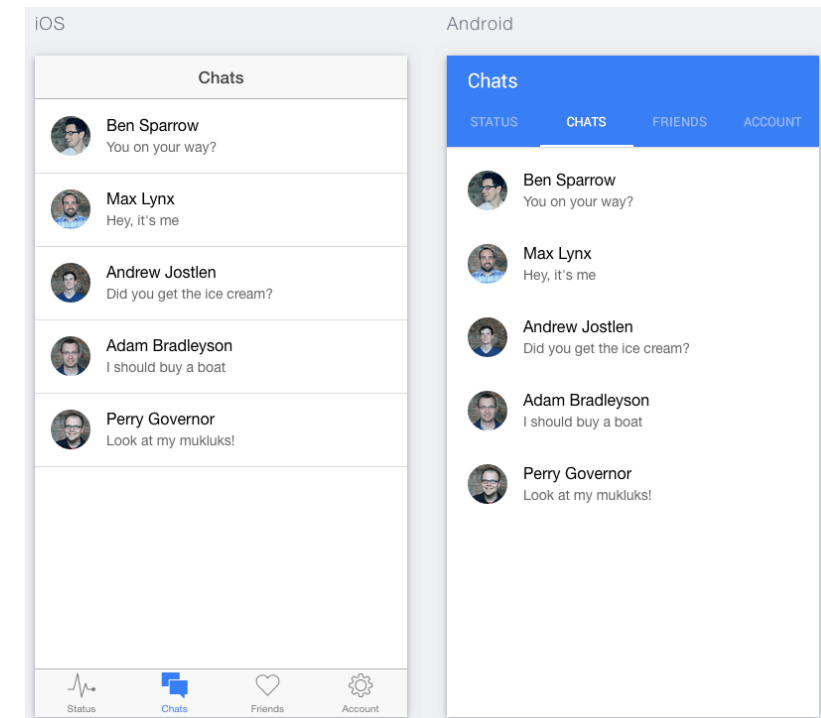 iOS
Chats
Ben Sparrow
You on your way?
Max Lynx
Hey, it's me
Andrew Jostlen
Did you get the ice cream?
Adam Bradleyson
I should buy a boat
Perry Governor
Look at my mukluks!
Status Chats Friends Account
Android
Chats
STATUS CHATS FRIENDS ACCOUNT
Ben Sparrow
You on your way?
Max Lynx
Hey, it's me
Andrew Jostlen
Did you get the ice cream?
Adam Bradleyson
I should buy a boat
Perry Governor
Look at my mukluks!